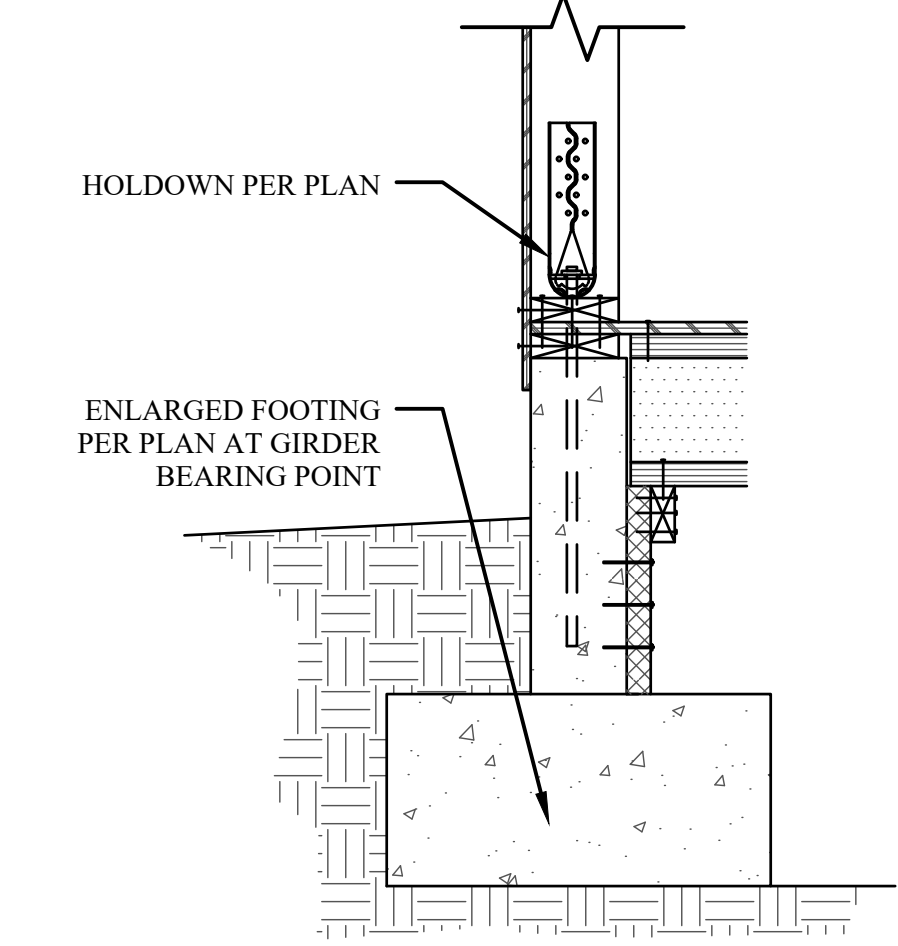 HOLDOWN PER PLAN
ENLARGED FOOTING
PER PLAN AT GIRDER
BEARING POINT